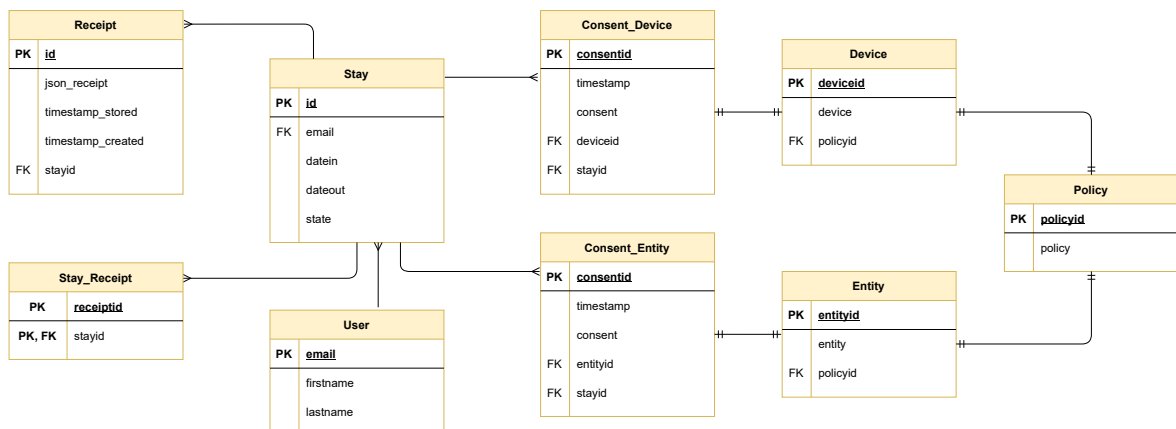 Receipt
PK id
json_receipt
timestamp_stored
timestamp_created
FK stayid
Stay
PK id
FK email
datein
dateout
state
Consent_Device
PK consentid
timestamp
consent
FK deviceid
FK stayid
Device
PK deviceid
device
FK policyid
Policy
PK policyid
policy
Stay_Receipt
PK receiptid
PK, FK stayid
User
PK email
firstname
lastname
Consent_Entity
PK consentid
timestamp
consent
FK entityid
FK stayid
Entity
PK entityid
entity
FK policyid